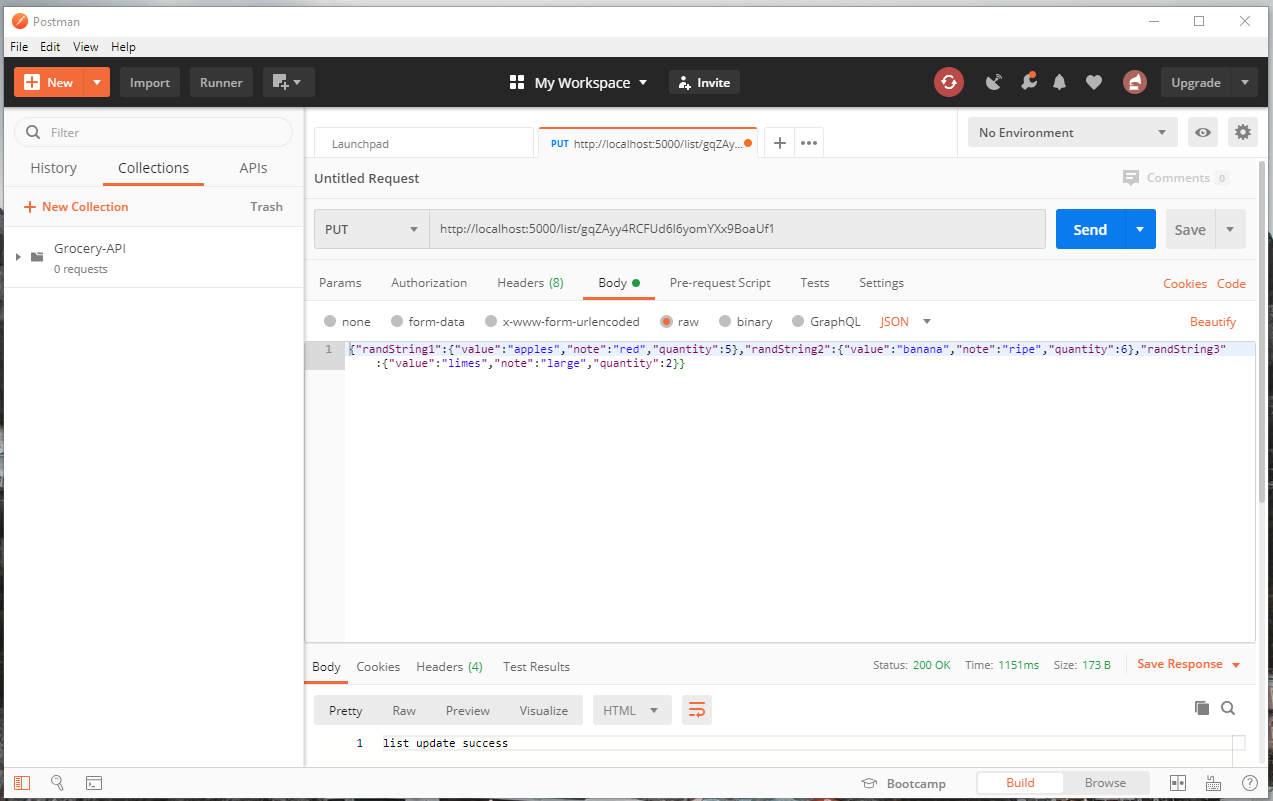 Postman
File Edit View Help
New Import Runner My Workspace Invite Upgrade
Filter
History Collections APIs
New Collection Trash
Grocery-API
0 requests
Launchpad PUT http://localhost:5000/list/gqZAy... No Environment
Untitled Request Comments 0
PUT http://localhost:5000/list/gqZAyy4RCFUd6I6yomYXx9BoaUf1 Send Save
Params Authorization Headers (8) Body Pre-request Script Tests Settings Cookies Code
none form-data x-www-form-urlencoded raw binary GraphQL JSON Beautify
1 {"randString1":{"value":"apples","note":"red","quantity":5},"randString2":{"value":"banana","note":"ripe","quantity":6},"randString3"
:{"value":"limes","note":"large","quantity":2}}
Body Cookies Headers (4) Test Results Status: 200 OK Time: 1151ms Size: 173 B Save Response
Pretty Raw Preview Visualize HTML
1 list update success
Bootcamp Build Browse